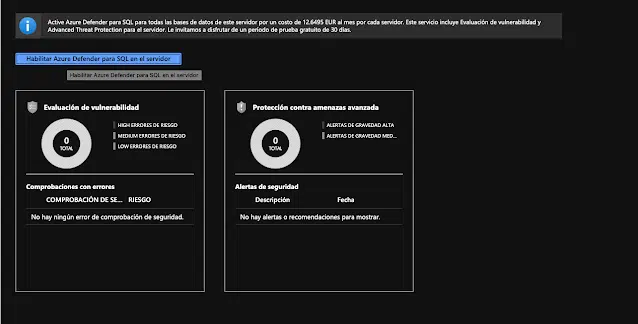 Active Azure Defender para SQL para todas las bases de datos de este servidor por un costo de 12.6495 EUR al mes por cada servidor. Este servicio incluye Evaluación de vulnerabilidad y
Advanced Threat Protection para el servidor. Le invitamos a disfrutar de un período de prueba gratuito de 30 días.
Habilitar Azure Defender para SQL en el servidor
Habilitar Azure Defender para SQL en el servidor
Evaluación de vulnerabilidad
0
TOTAL
HIGH ERRORES DE RIESGO
MEDIUM ERRORES DE RIESGO
LOW ERRORES DE RIESGO
Comprobaciones con errores
COMPROBACIÓN DE SE... RIESGO
No hay ningún error de comprobación de seguridad.
Protección contra amenazas avanzada
0
TOTAL
ALERTAS DE GRAVEDAD ALTA
ALERTAS DE GRAVEDAD MED...
Alertas de seguridad
Descripción Fecha
No hay alertas o recomendaciones para mostrar.